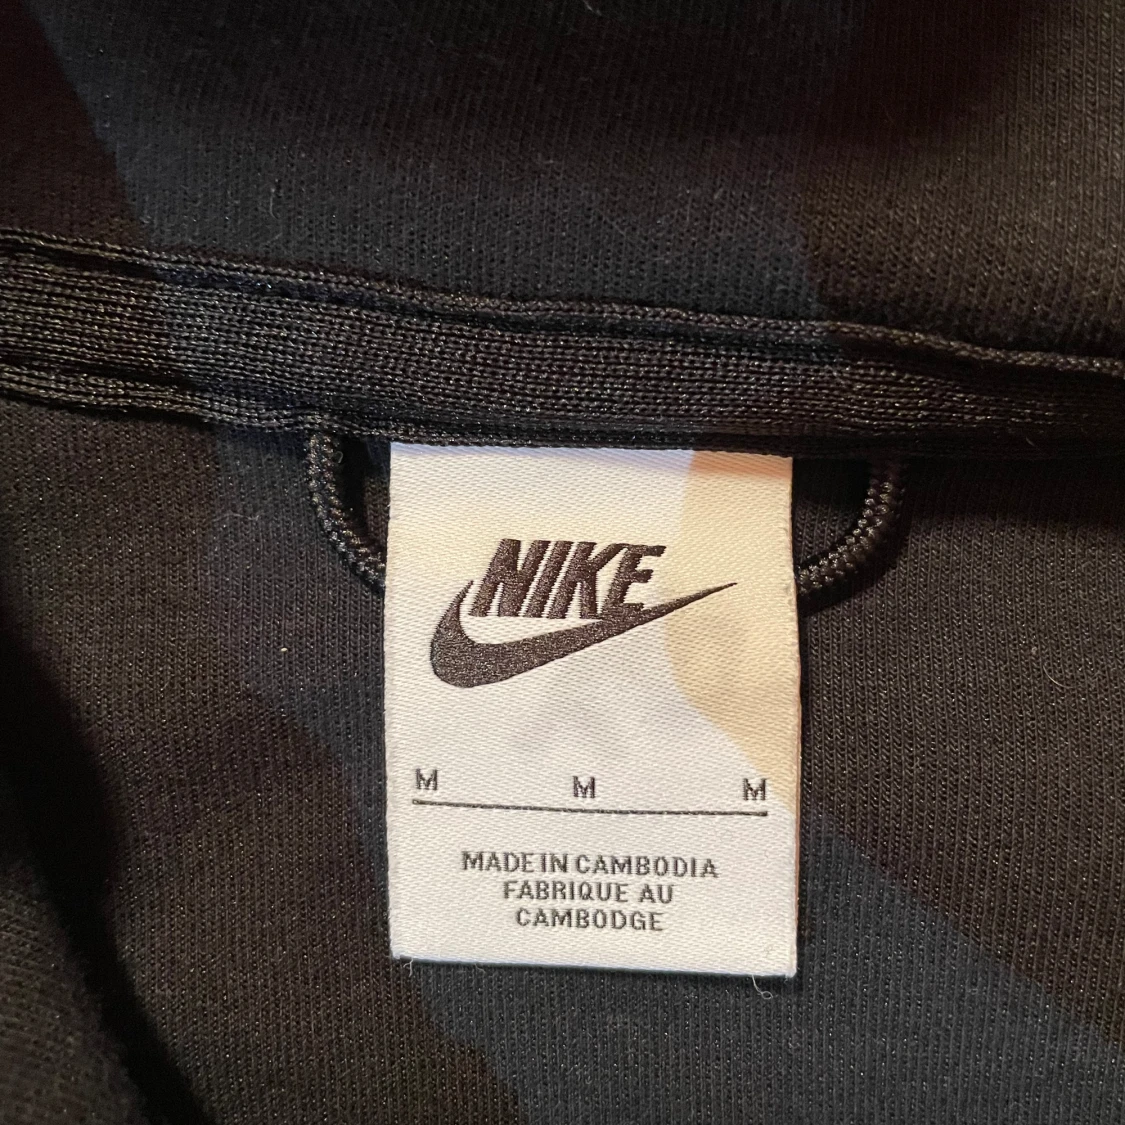 NIKE
M M M
MADE IN CAMBODIA
FABRIQUE AU
CAMBODGE